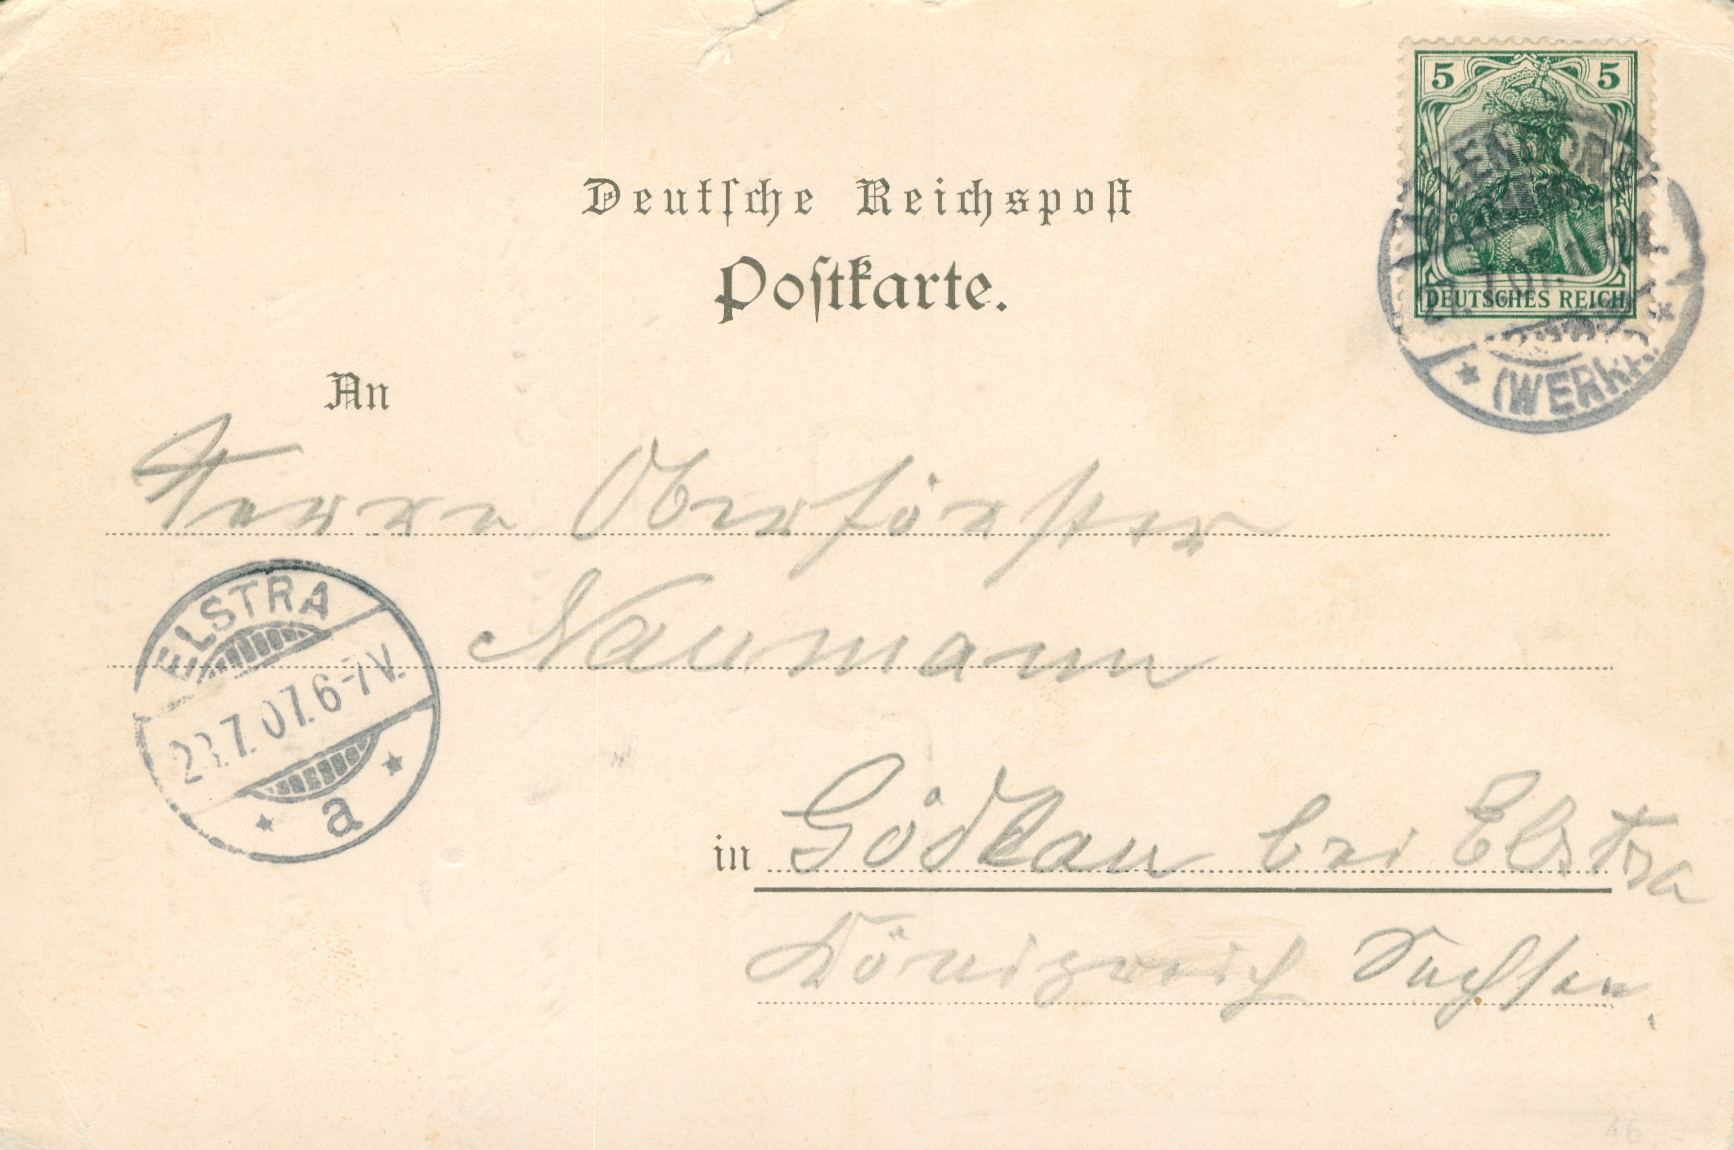 5 5
DEUTSCHES REICH
(WERRA)
Deutsche Reichspost
Postkarte.
An
Herrn Oberförster
Naumann
ELSTRA
23.7.07.6-7V.
a
in Gödlau bei Elstra
Königreich Sachsen.